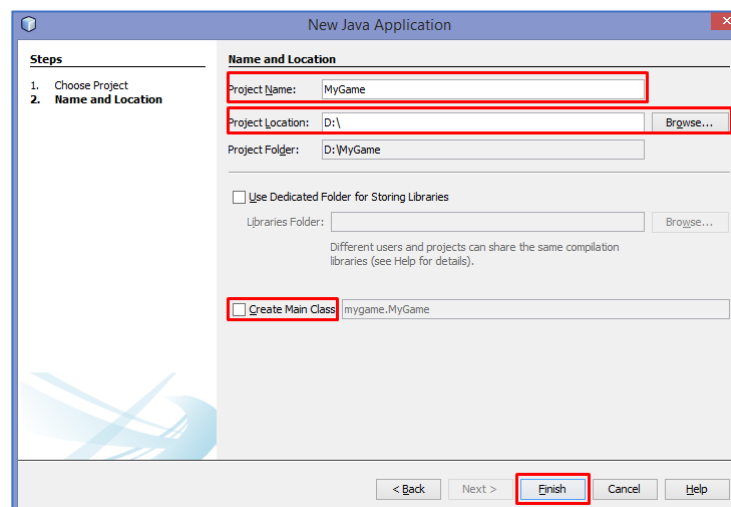 New Java Application
Steps
1. Choose Project
2. Name and Location
Name and Location
Project Name: MyGame
Project Location: D:\ Browse...
Project Folder: D:\MyGame
Use Dedicated Folder for Storing Libraries
Libraries Folder: Browse...
Different users and projects can share the same compilation
libraries (see Help for details).
Create Main Class mygame.MyGame
< Back Next > Finish Cancel Help